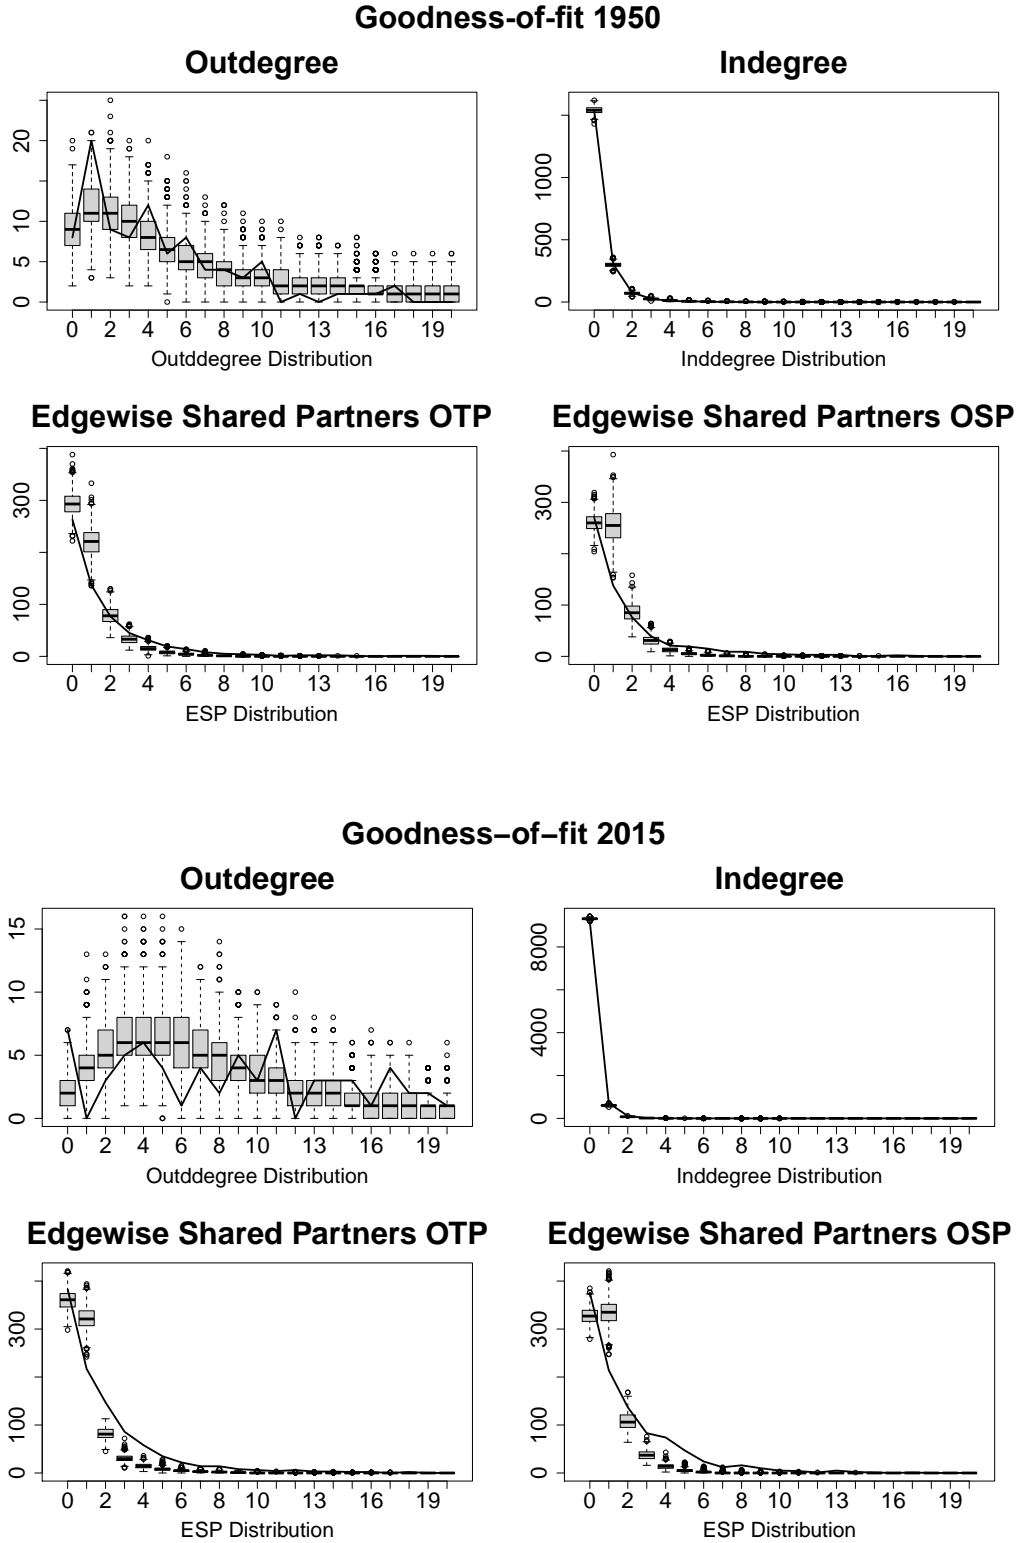 Goodness-of-fit 1950
Outdegree
Indegree
0 5 10 20
0 2 4 6 8 10 13 16 19
Outddegree Distribution
0 500 1000
0 2 4 6 8 10 13 16 19
Inddegree Distribution
Edgewise Shared Partners OTP
Edgewise Shared Partners OSP
0 100 300
0 2 4 6 8 10 13 16 19
ESP Distribution
0 100 300
0 2 4 6 8 10 13 16 19
ESP Distribution
Goodness−of−fit 2015
Outdegree
Indegree
0 5 10 15
0 2 4 6 8 10 13 16 19
Outddegree Distribution
0 4000 8000
0 2 4 6 8 10 13 16 19
Inddegree Distribution
Edgewise Shared Partners OTP
Edgewise Shared Partners OSP
0 100 300
0 2 4 6 8 10 13 16 19
ESP Distribution
0 100 300
0 2 4 6 8 10 13 16 19
ESP Distribution